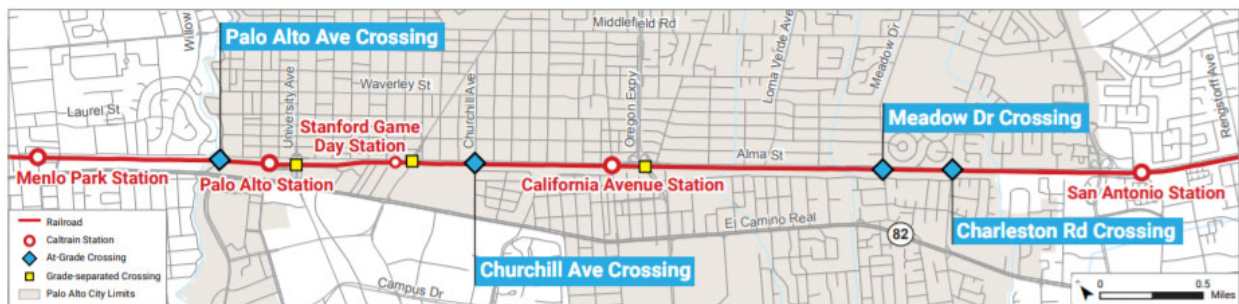 Middlefield Rd
Willow
Palo Alto Ave Crossing
Loma Verde Ave
Meadow Dr
Waverley St
Laurel St
University Ave
Churchill Ave
Oregon Expy
Rengstorff Ave
Stanford Game
Day Station
Meadow Dr Crossing
Alma St
Menlo Park Station
Palo Alto Station
California Avenue Station
San Antonio Station
Railroad
Caltrain Station
At-Grade Crossing
Grade-separated Crossing
Palo Alto City Limits
El Camino Real
82
Charleston Rd Crossing
Churchill Ave Crossing
Campus Dr
0
0.5
Miles